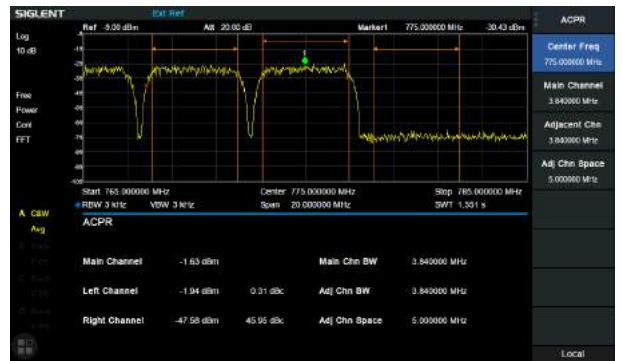 SIGLENT Ext Ref
Ref -9.00 dBm Att 20.00 dB Marker1 775.000000 MHz -30.43 dBm
Log
10 dB
Free
Power
Cont
FFT
Start 765.000000 MHz Center 775.000000 MHz Stop 785.000000 MHz
RBW 3 kHz VBW 3 kHz Span 20.000000 MHz SWT 1.351 s
A C&W
Avg
ACPR
Main Channel -1.63 dBm Main Chn BW 3.840000 MHz
Left Channel -1.94 dBm 0.31 dBc Adj Chn BW 3.840000 MHz
Right Channel -47.58 dBm 45.95 dBc Adj Chn Space 5.000000 MHz
ACPR
Center Freq
775.000000 MHz
Main Channel
3.840000 MHz
Adjacent Chn
3.840000 MHz
Adj Chn Space
5.000000 MHz
Local